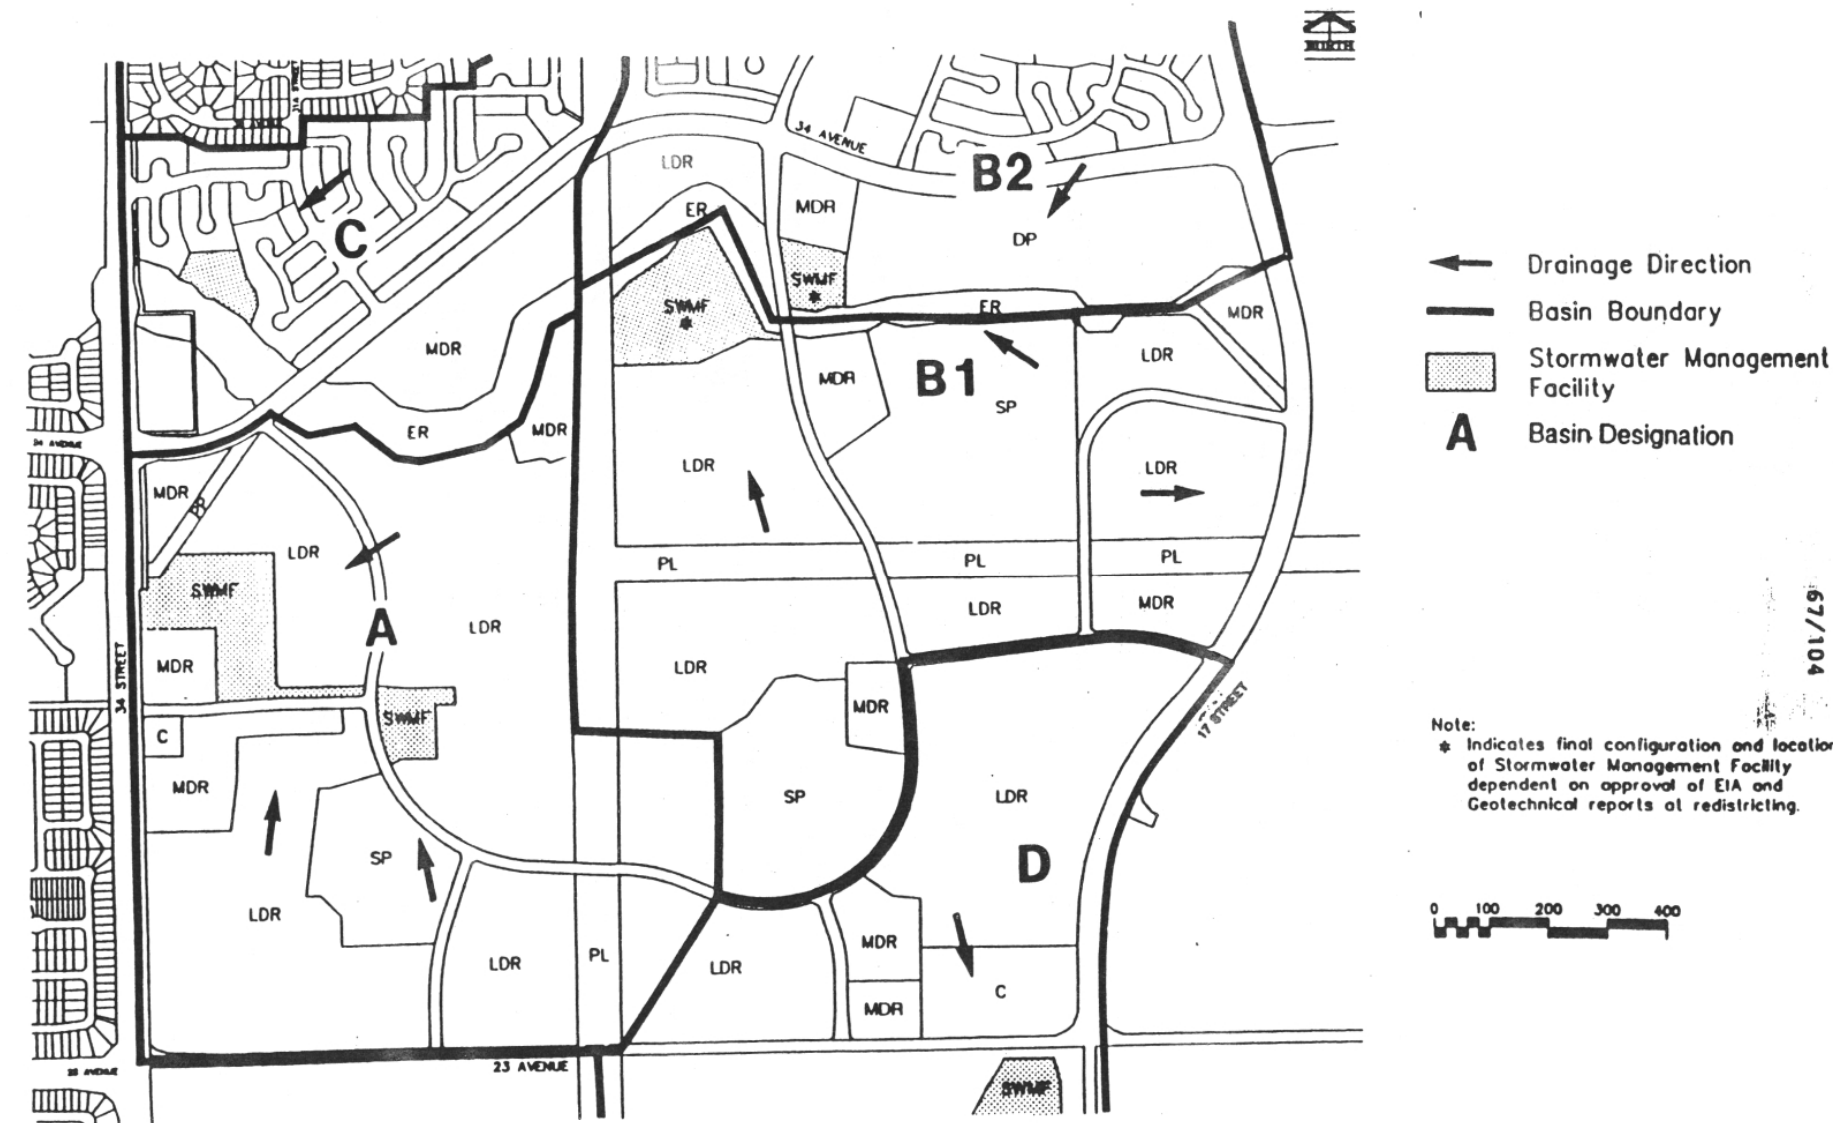 NORTH
34 AVENUE
LDR
B2
MDR
ER
C
DP
SWMF
*
SWMF
*
ER
MDR
MDR
LDR
MDR
B1
SP
ER
MDR
34 AVENUE
LDR
LDR
MDR
LDR
PL
PL
PL
SWMF
LDR
MDR
A
LDR
LDR
MDR
34 STREET
MDR
SWMF
C
17 STREET
MDR
SP
LDR
D
SP
LDR
MDR
LDR
PL
LDR
C
MDR
23 AVENUE
SWMF
Drainage Direction
Basin Boundary
Stormwater Management
Facility
A Basin Designation
67/104
Note:
* Indicates final configuration and location
of Stormwater Management Facility
dependent on approval of EIA and
Geotechnical reports at redistricting.
0 100 200 300 400